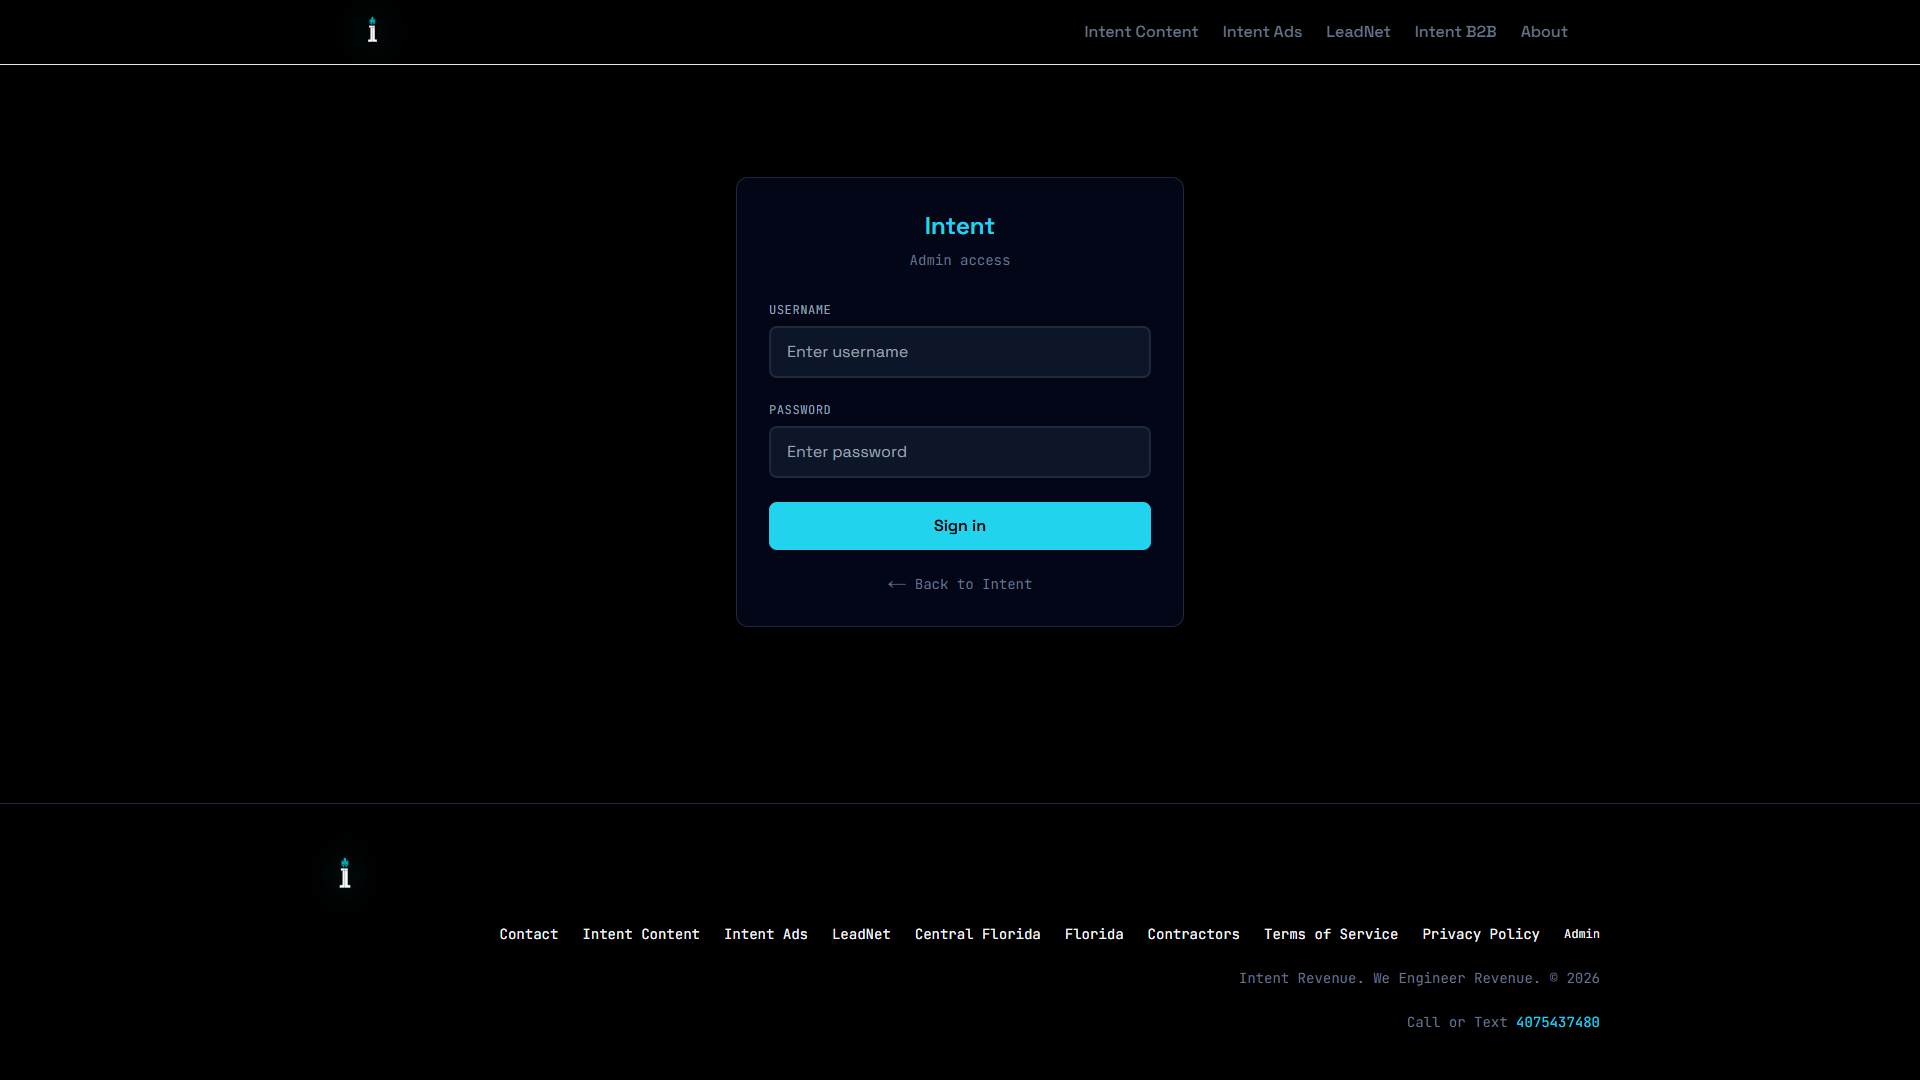 i
Intent Content Intent Ads LeadNet Intent B2B About
Intent
Admin access
USERNAME
Enter username
PASSWORD
Enter password
Sign in
← Back to Intent
i
Contact Intent Content Intent Ads LeadNet Central Florida Florida Contractors Terms of Service Privacy Policy Admin
Intent Revenue. We Engineer Revenue. © 2026
Call or Text 4075437480